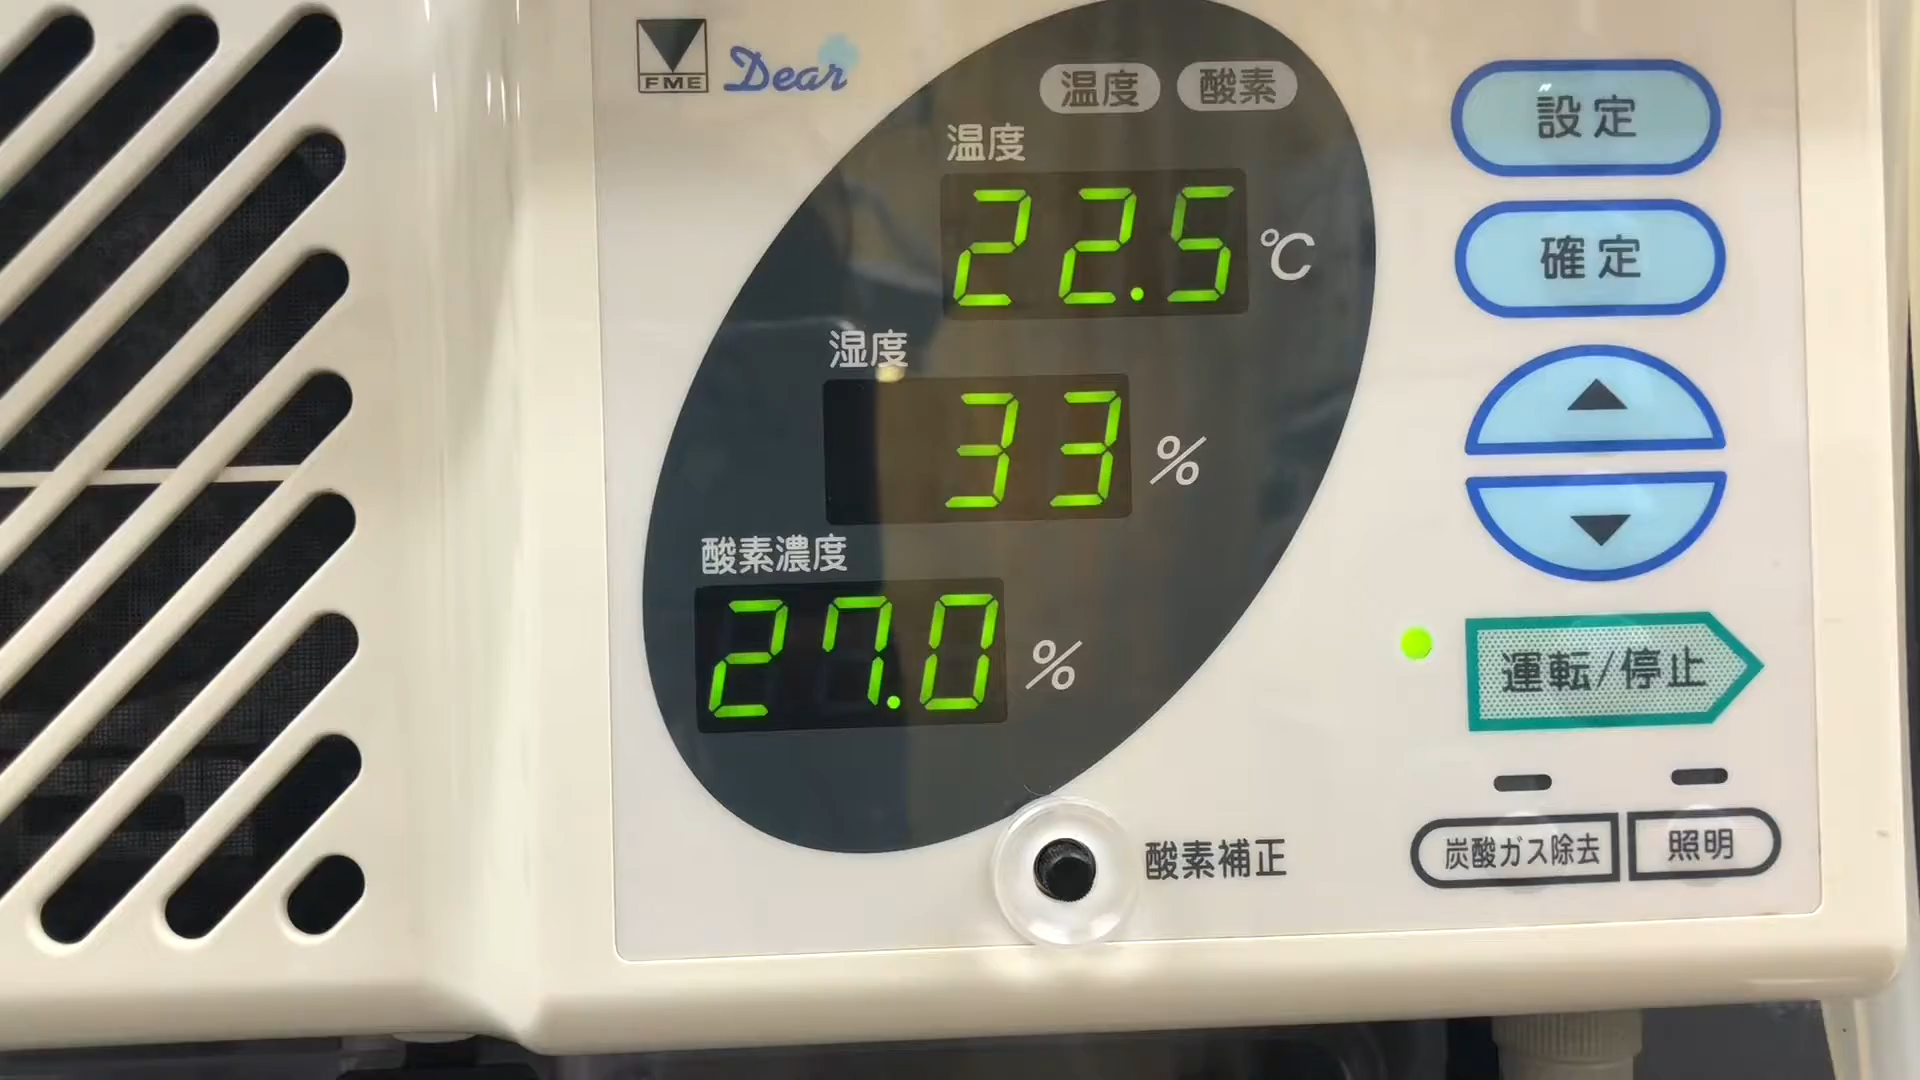 FME Dear
温度 酸素
温度
22.5 ℃
湿度
33 %
酸素濃度
27.0 %
酸素補正
設定
確定
▲
▼
運転/停止
炭酸ガス除去 照明